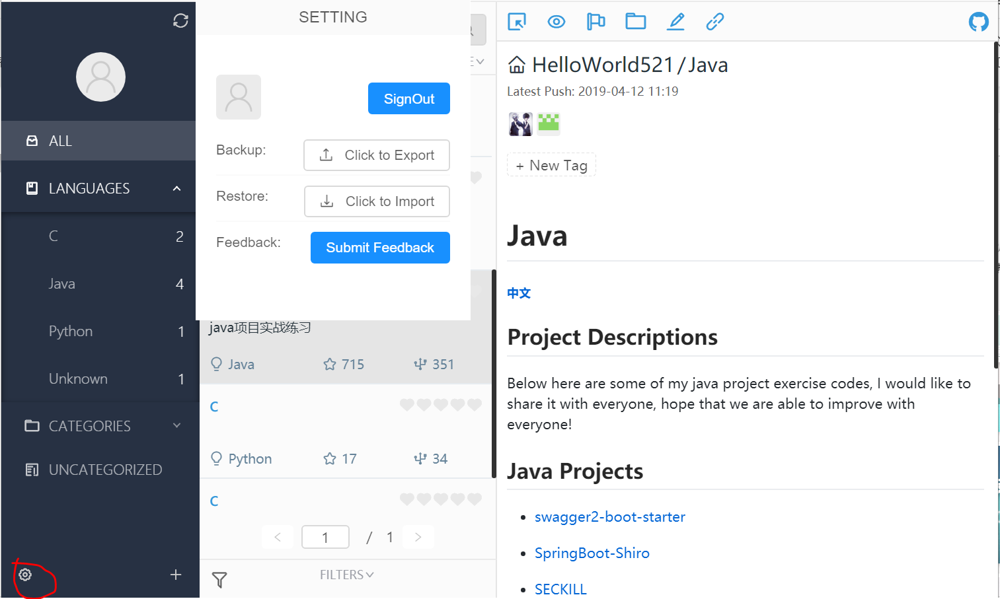 ALL
LANGUAGES
C 2
Java 4
Python 1
Unknown 1
CATEGORIES
UNCATEGORIZED
SETTING
SignOut
Backup: Click to Export
Restore: Click to Import
Feedback: Submit Feedback
java项目实战练习
Java 715 351
C
Python 17 34
C
< 1 / 1 >
FILTERS
HelloWorld521/Java
Latest Push: 2019-04-12 11:19
+ New Tag
Java
中文
Project Descriptions
Below here are some of my java project exercise codes, I would like to
share it with everyone, hope that we are able to improve with
everyone!
Java Projects
• swagger2-boot-starter
• SpringBoot-Shiro
• SECKILL